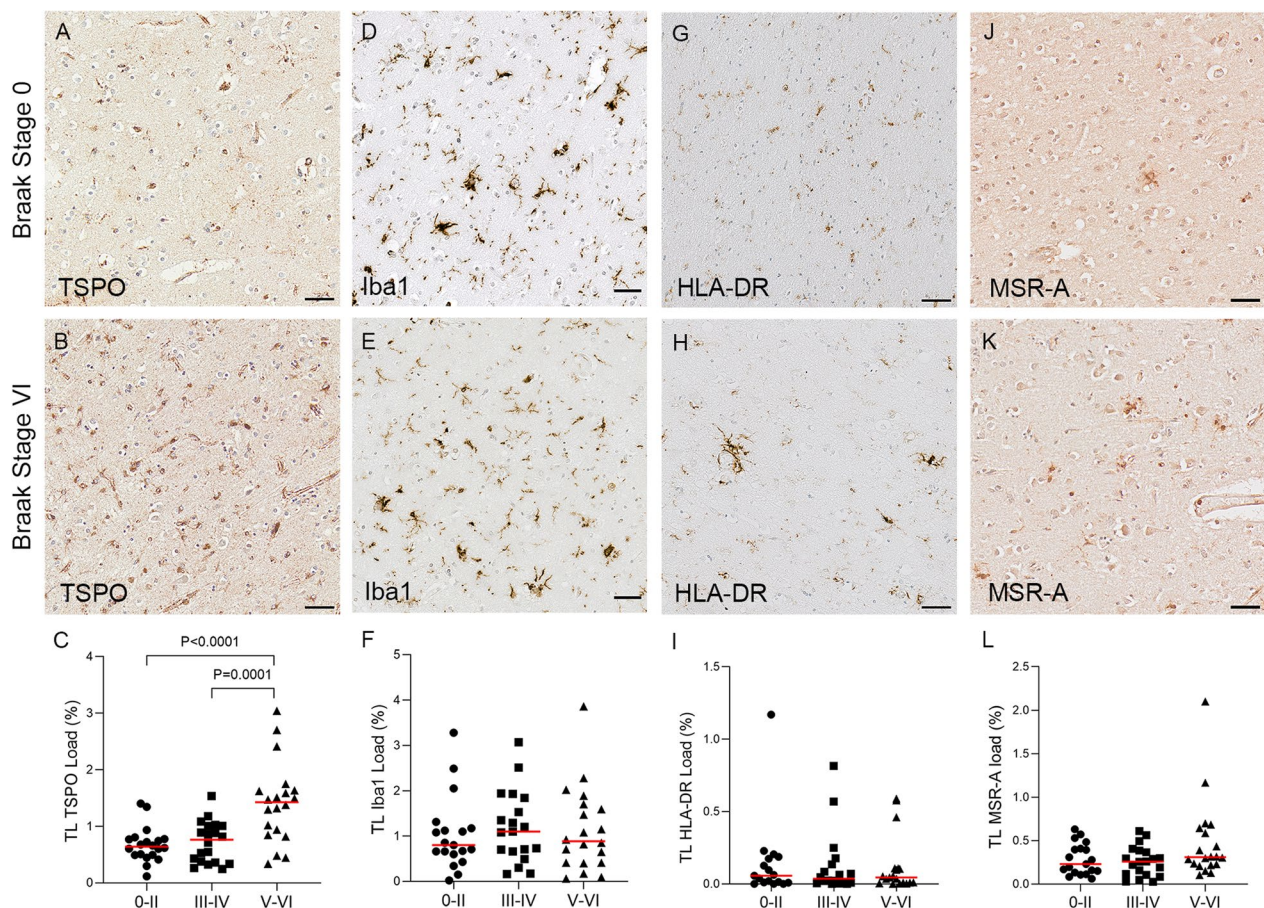 Braak Stage 0
A
TSPO
D
Iba1
G
HLA-DR
J
MSR-A
Braak Stage VI
B
TSPO
E
Iba1
H
HLA-DR
K
MSR-A
C
P<0.0001
P=0.0001
TL TSPO Load (%)
4
3
2
1
0
0-II III-IV V-VI
F
TL Iba1 Load (%)
5
4
3
2
1
0
0-II III-IV V-VI
I
TL HLA-DR Load (%)
1.5
1.0
0.5
0.0
0-II III-IV V-VI
L
TL MSR-A load (%)
2.5
2.0
1.5
1.0
0.5
0.0
0-II III-IV V-VI